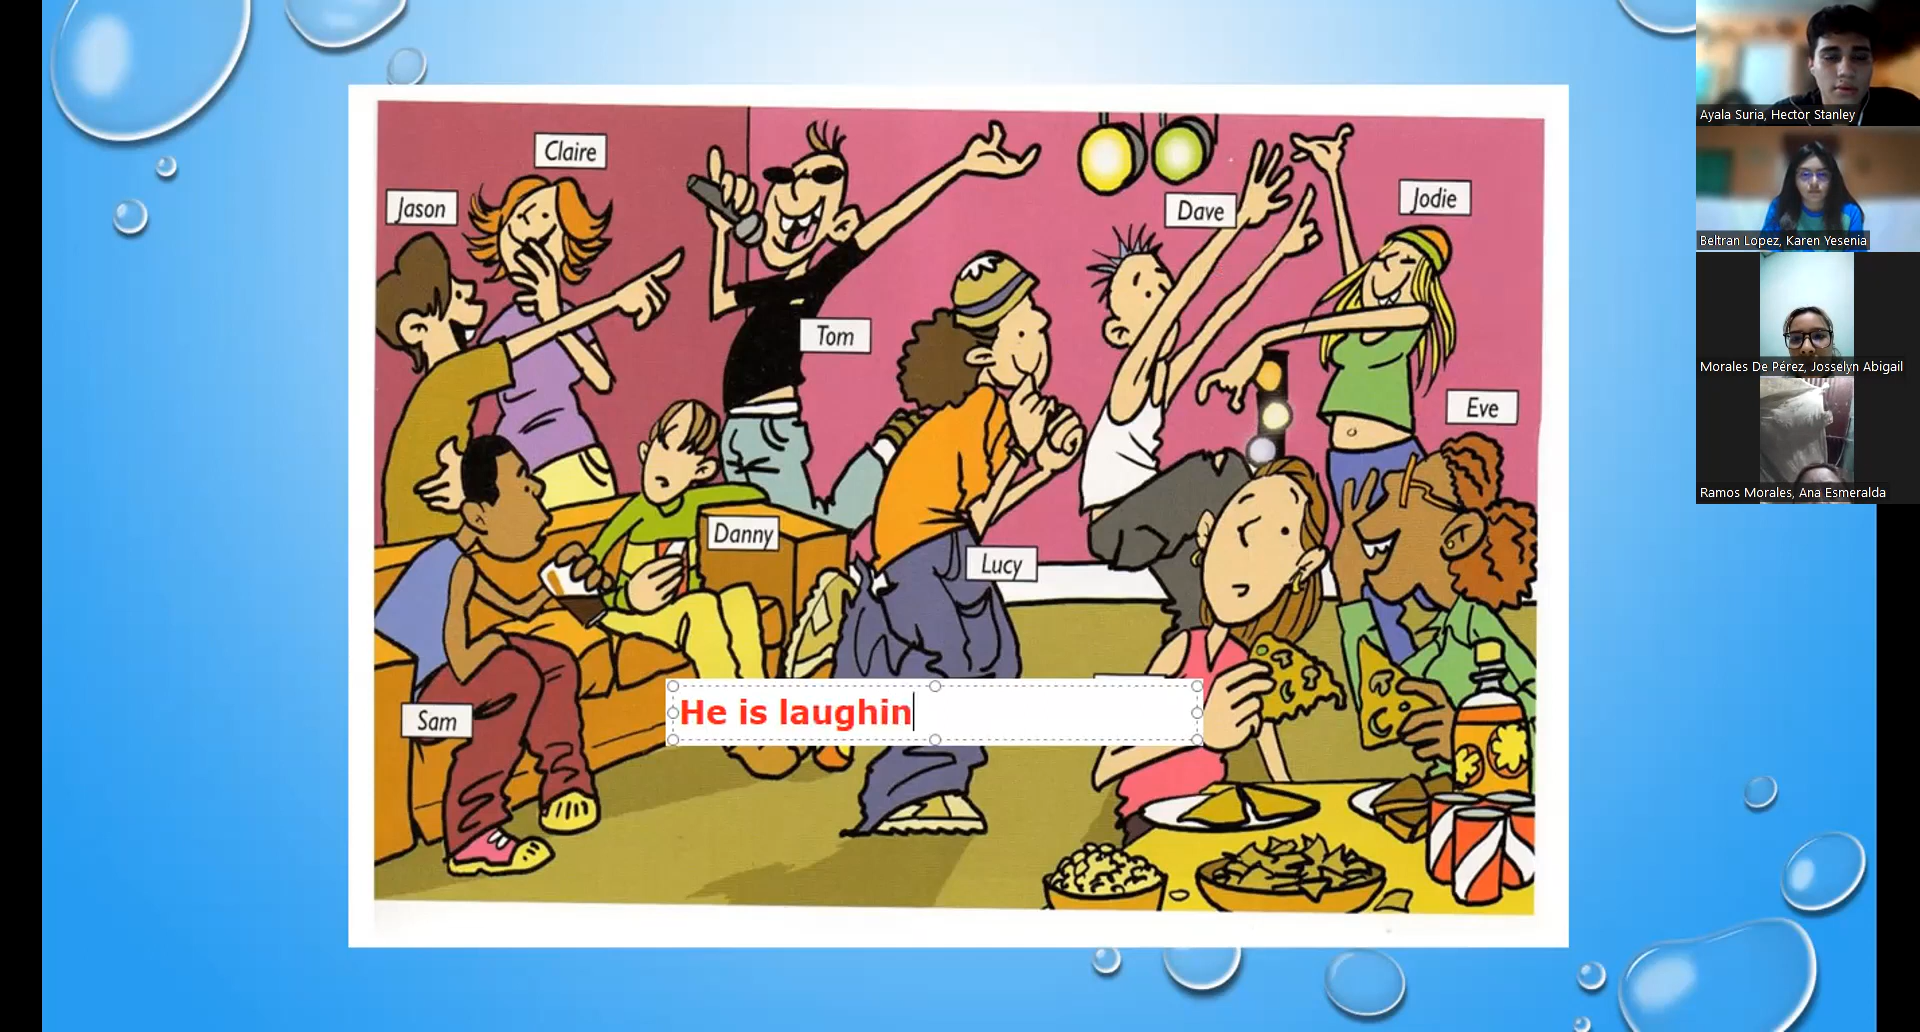 Claire
Jason
Dave
Jodie
Tom
Eve
Danny
Lucy
Sam
He is laughin
Ayala Suria, Hector Stanley
Beltran Lopez, Karen Yesenia
Morales De Pérez, Josselyn Abigail
Ramos Morales, Ana Esmeralda